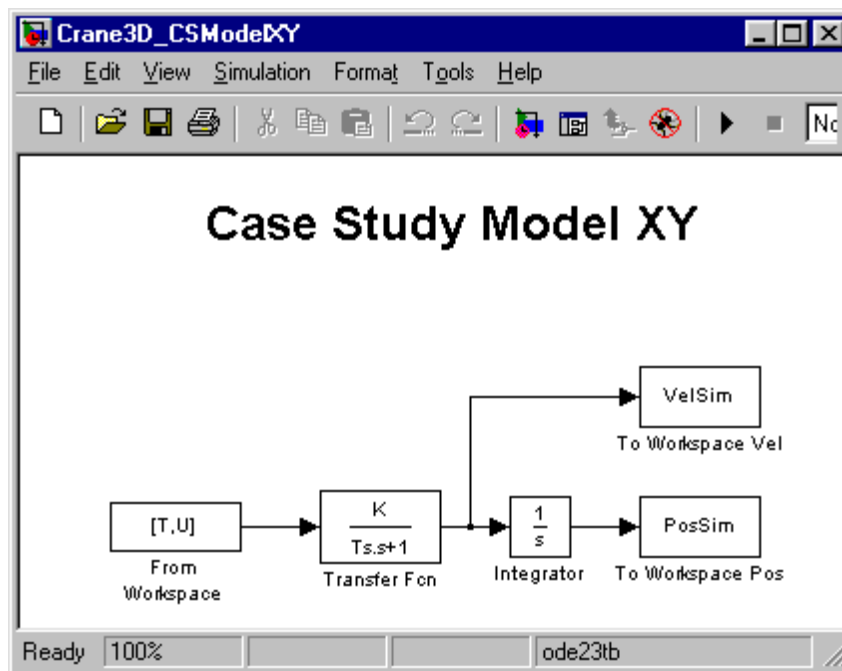 Crane3D_CSModelXY
File Edit View Simulation Format Tools Help
Case Study Model XY
VelSim
To Workspace Vel
[T,U]
From
Workspace
K
Ts.s+1
Transfer Fcn
1
s
Integrator
PosSim
To Workspace Pos
Ready 100% ode23tb